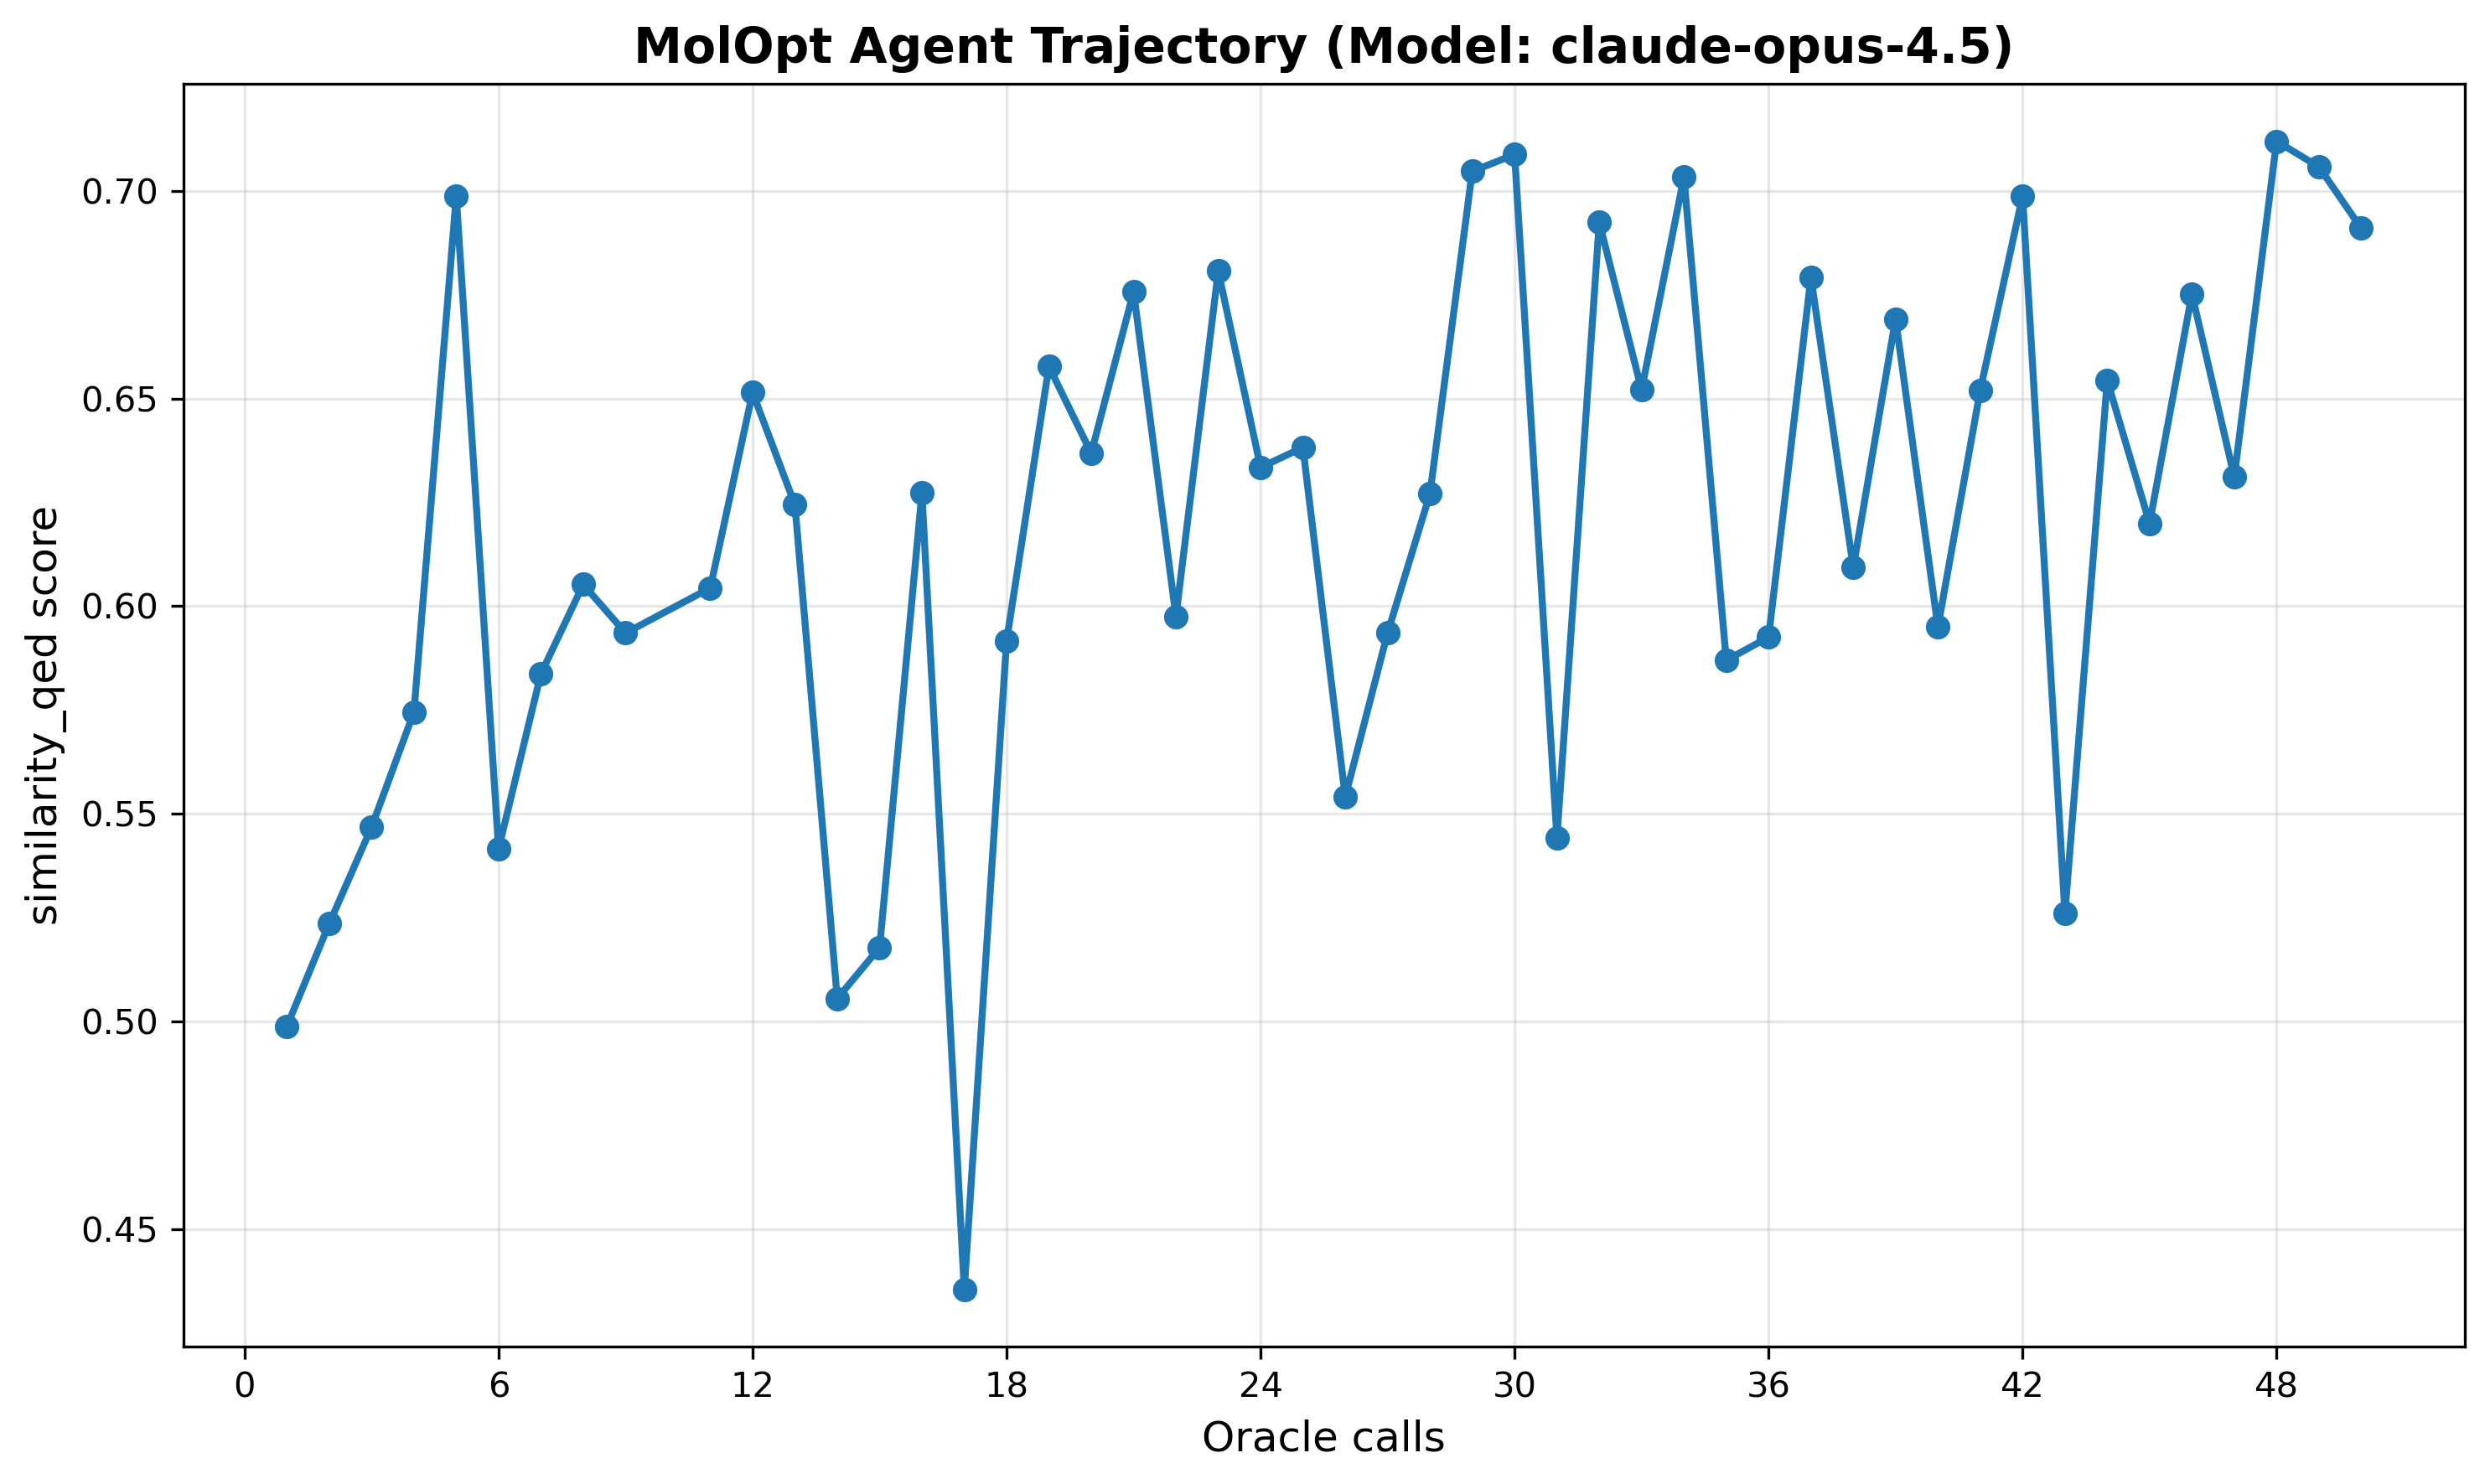 MolOpt Agent Trajectory (Model: claude-opus-4.5)
similarity_qed score
0.70
0.65
0.60
0.55
0.50
0.45
0 6 12 18 24 30 36 42 48
Oracle calls